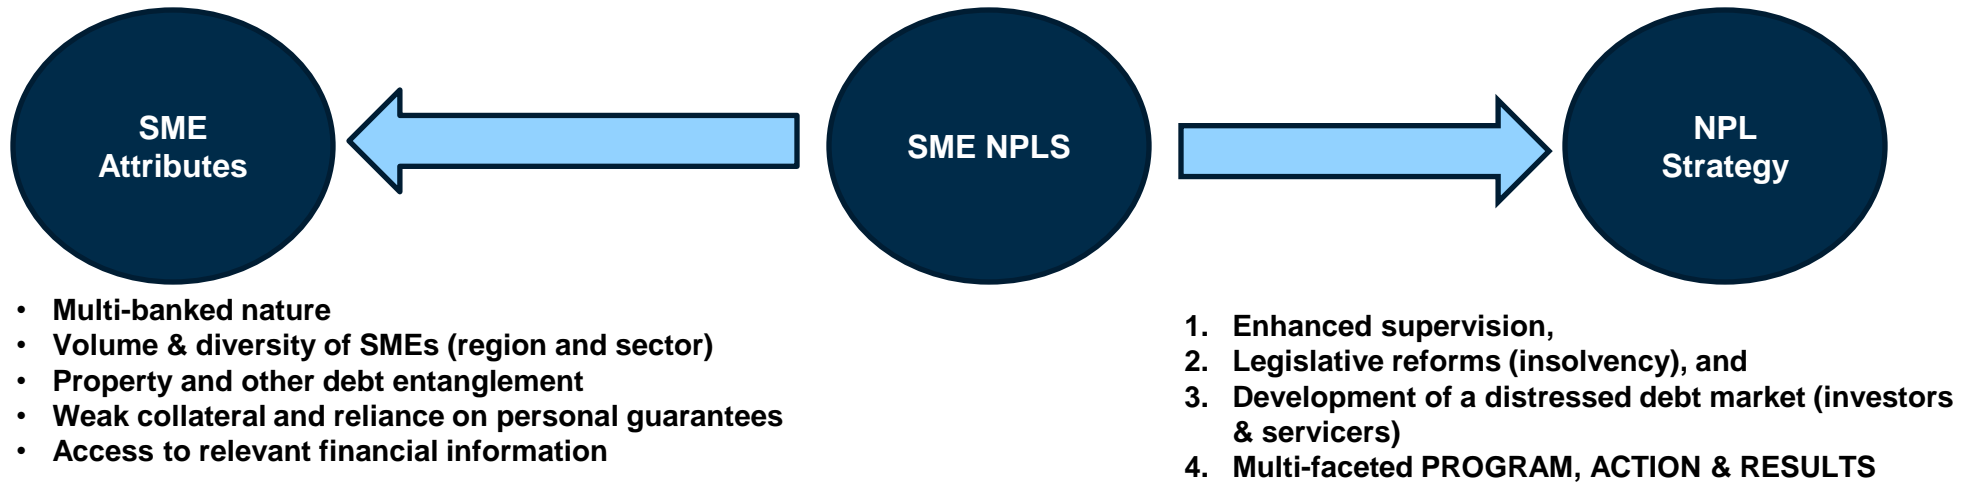 SME
Attributes
SME NPLS
NPL
Strategy
• Multi-banked nature
• Volume & diversity of SMEs (region and sector)
• Property and other debt entanglement
• Weak collateral and reliance on personal guarantees
• Access to relevant financial information
1. Enhanced supervision,
2. Legislative reforms (insolvency), and
3. Development of a distressed debt market (investors
& servicers)
4. Multi-faceted PROGRAM, ACTION & RESULTS